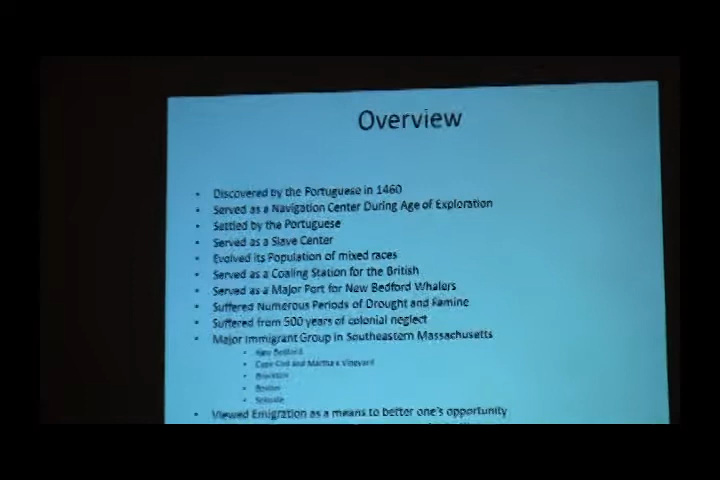 Overview
• Discovered by the Portuguese in 1460
• Served as a Navigation Center During Age of Exploration
• Settled by the Portuguese
• Served as a Slave Center
• Evolved its Population of mixed races
• Served as a Coaling Station for the British
• Served as a Major Port for New Bedford Whalers
• Suffered Numerous Periods of Drought and Famine
• Suffered from 500 years of colonial neglect
• Major Immigrant Group in Southeastern Massachusetts
• New Bedford
• Cape Cod and Martha's Vineyard
• Brockton
• Boston
• Viewed Emigration as a means to better one's opportunity